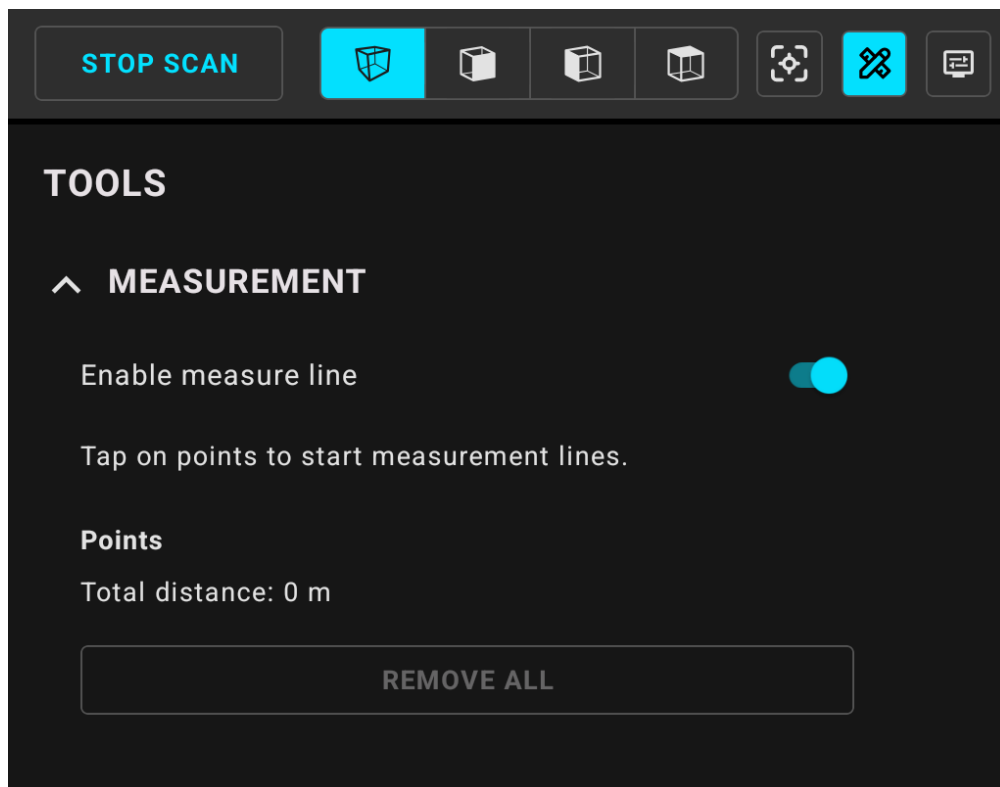 STOP SCAN
TOOLS
MEASUREMENT
Enable measure line
Tap on points to start measurement lines.
Points
Total distance: 0 m
REMOVE ALL